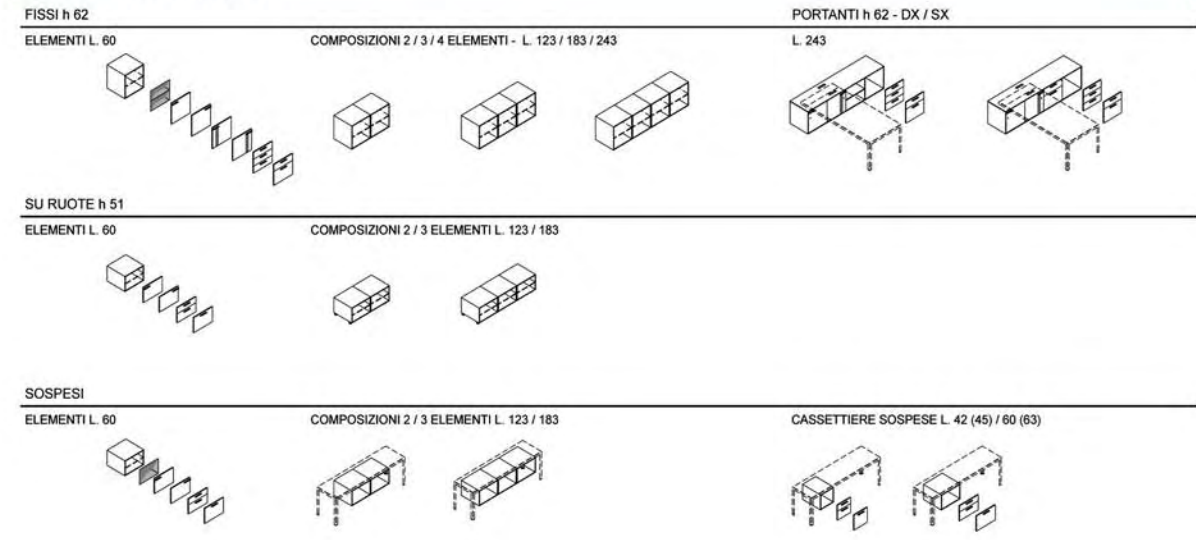 FISSI h 62
PORTANTI h 62 - DX / SX
ELEMENTI L. 60
COMPOSIZIONI 2 / 3 / 4 ELEMENTI - L. 123 / 183 / 243
L. 243
SU RUOTE h 51
ELEMENTI L. 60
COMPOSIZIONI 2 / 3 ELEMENTI L. 123 / 183
SOSPESI
ELEMENTI L. 60
COMPOSIZIONI 2 / 3 ELEMENTI L. 123 / 183
CASSETTIERE SOSPESE L. 42 (45) / 60 (63)